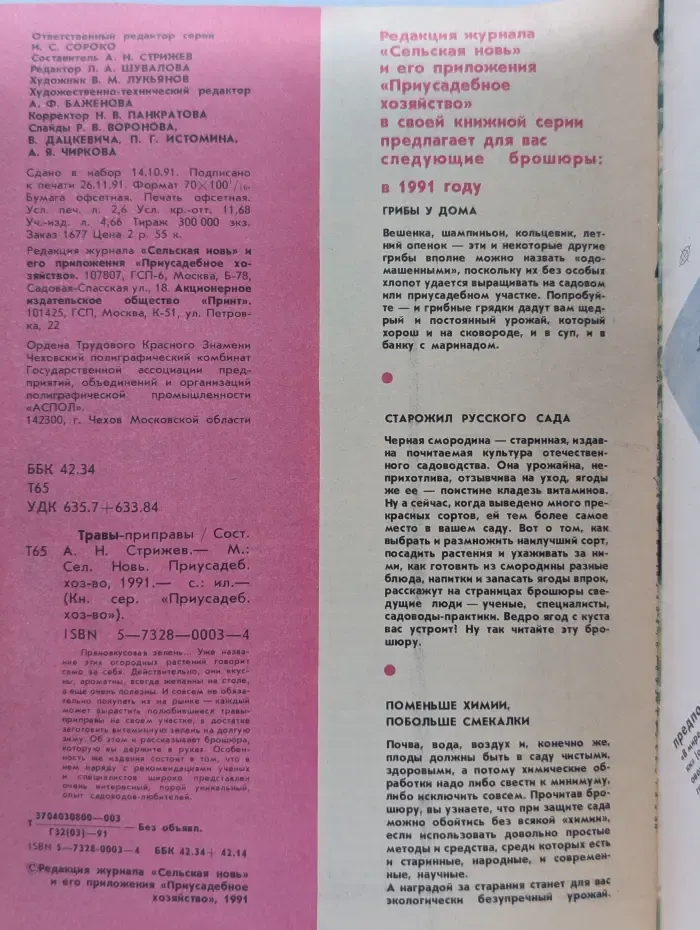 Ответственный редактор серии
И. С. СОРОКО
Составитель А. Н. СТРИЖЕВ
Редактор Л. А. ШУВАЛОВА
Художник В. М. ЛУКЬЯНОВ
Художественно-технический редактор
А. Ф. БАЖЕНОВА
Корректор Н. В. ПАНКРАТОВА
Слайды Р. В. ВОРОНОВА,
В. ДАЦКЕВИЧА, П. Г. ИСТОМИНА,
А. Я. ЧИРКОВА
Сдано в набор 14.10.91. Подписано
к печати 26.11.91. Формат 70×100¹/₁₆.
Бумага офсетная. Печать офсетная.
Усл. печ. л. 2,6 Усл. кр.-отт. 11,68
Уч.-изд. л. 4,66 Тираж 300 000 экз.
Заказ 1677 Цена 2 р. 55 к.
Редакция журнала «Сельская новь» и
его приложения «Приусадебное хо-
зяйство». 107807, ГСП-6, Москва, Б-78,
Садовая-Спасская ул., 18. Акционерное
издательское общество «Принт».
101425, ГСП, Москва, К-51, ул. Петров-
ка, 22
Ордена Трудового Красного Знамени
Чеховский полиграфический комбинат
Государственной ассоциации пред-
приятий, объединений и организаций
полиграфической промышленности
«АСПОЛ».
142300, г. Чехов Московской области
ББК 42.34
Т65
УДК 635.7+633.84
Травы-приправы / Сост.
Т65 А. Н. Стрижев.— М.:
Сел. Новь. Приусадеб.
хоз-во, 1991.— с.: ил.—
(Кн. сер. «Приусадеб.
хоз-во»).
ISBN 5—7328—0003—4
Пряновкусовая зелень... Уже назва-
ние этих огородных растений говорит
само за себя. Действительно, они вкус-
ны, ароматны, всегда желанны на столе,
а еще очень полезны. И совсем не обяза-
тельно покупать их на рынке — каждый
может вырастить полюбившиеся травы-
приправы на своем участке, в достатке
заготовить витаминную зелень на долгую
зиму. Об этом и рассказывает брошюра,
которую вы держите в руках. Особен-
ность же издания состоит в том, что в
нем наряду с рекомендациями ученых
и специалистов широко представлен
очень интересный, порой уникальный,
опыт садоводов-любителей.
Т 3704030800—003
Г32(03)—91 — Без объявл.
ISBN 5—7328-0003—4 ББК 42.34+ 42.14
© Редакция журнала «Сельская новь»
и его приложения «Приусадебное
хозяйство», 1991
Редакция журнала
«Сельская новь»
и его приложения
«Приусадебное
хозяйство»
в своей книжной серии
предлагает для вас
следующие брошюры:
в 1991 году
ГРИБЫ У ДОМА
Вешенка, шампиньон, кольцевик, лет-
ний опенок — эти и некоторые другие
грибы вполне можно назвать «одо-
машенными», поскольку их без особых
хлопот удается выращивать на садовом
или приусадебном участке. Попробуй-
те — и грибные грядки дадут вам щед-
рый и постоянный урожай, который
хорош и на сковороде, и в суп, и в
банку с маринадом.
СТАРОЖИЛ РУССКОГО САДА
Черная смородина — старинная, издав-
на почитаемая культура отечествен-
ного садоводства. Она урожайна, не-
прихотлива, отзывчива на уход, ягоды
же ее — поистине кладезь витаминов.
Ну а сейчас, когда выведено много пре-
красных сортов, ей тем более самое
место в вашем саду. Вот о том, как
выбрать и размножить наилучший сорт,
посадить растения и ухаживать за ни-
ми, как готовить из смородины разные
блюда, напитки и запасать ягоды впрок,
расскажут на страницах брошюры све-
дущие люди — ученые, специалисты,
садоводы-практики. Ведро ягод с куста
вас устроит! Ну так читайте эту бро-
шюру.
ПОМЕНЬШЕ ХИМИИ,
ПОБОЛЬШЕ СМЕКАЛКИ
Почва, вода, воздух и, конечно же,
плоды должны быть в саду чистыми,
здоровыми, а потому химические об-
работки надо либо свести к минимуму,
либо исключить совсем. Прочитав бро-
шюру, вы узнаете, что при защите сада
можно обойтись без всякой «химии»,
если использовать довольно простые
методы и средства, среди которых есть
и старинные, народные, и современ-
ные, научные.
А наградой за старания станет для вас
экологически безупречный урожай.